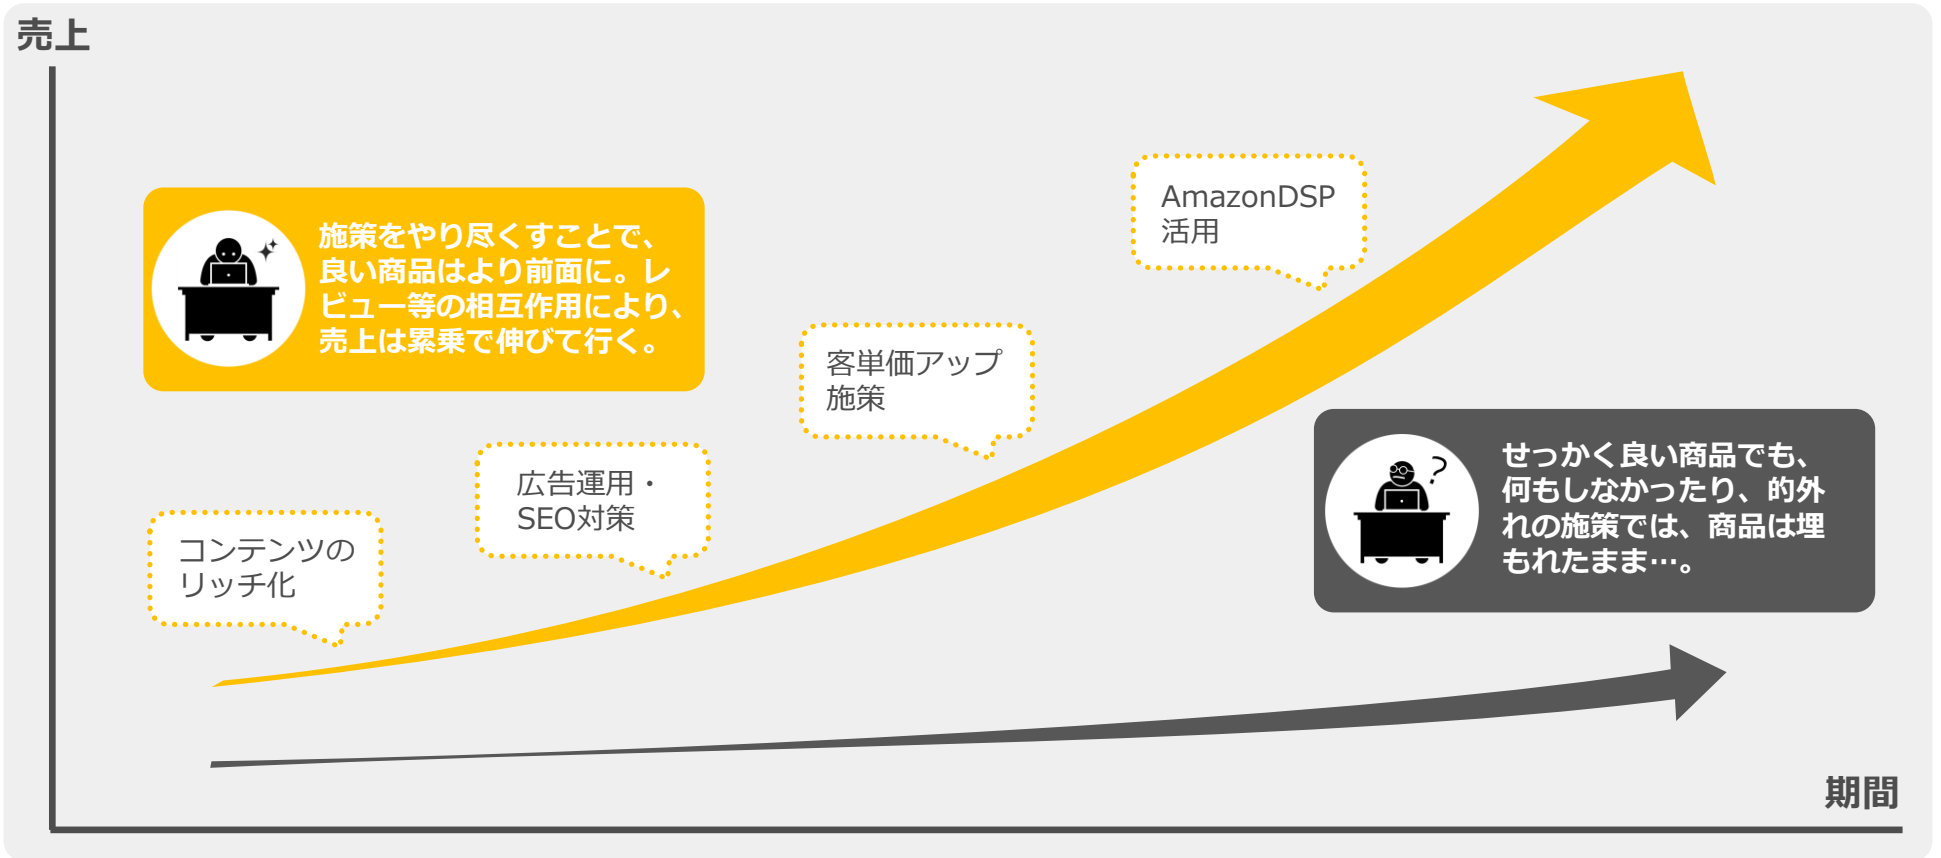 売上
施策をやり尽くすことで、
良い商品はより前面に。レ
ビュー等の相互作用により、
売上は累乗で伸びて行く。
コンテンツの
リッチ化
広告運用・
SEO対策
客単価アップ
施策
AmazonDSP
活用
せっかく良い商品でも、
何もしなかったり、的外
れの施策では、商品は埋
もれたまま…。
期間